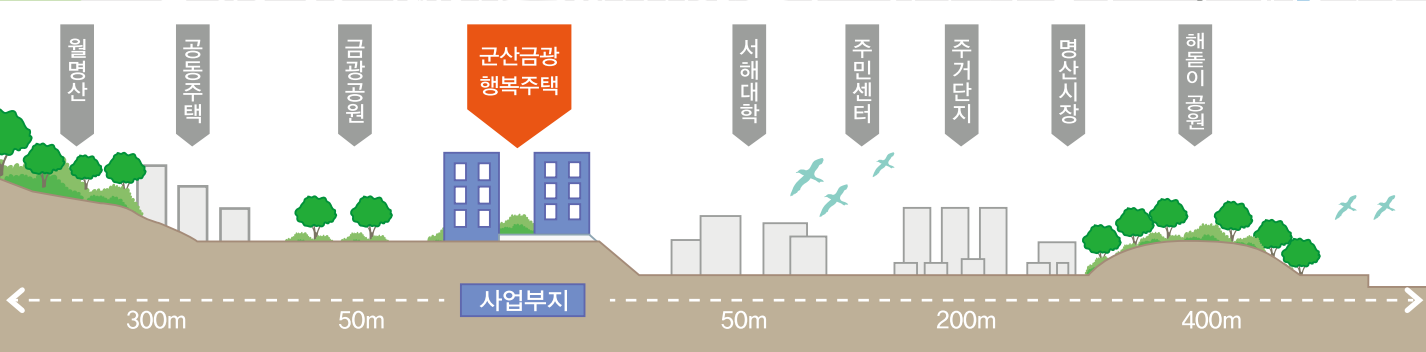 월명산
공동주택
금광공원
군산금광
행복주택
서해대학
주민센터
주거단지
명산시장
해돋이 공원
사업부지
300m
50m
50m
200m
400m